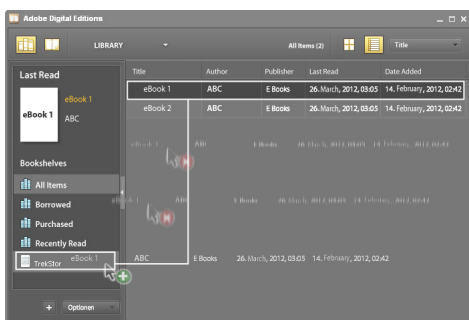 Adobe Digital Editions
LIBRARY
All Items (2)
Title
Last Read
eBook 1
eBook 1
ABC
Bookshelves
All Items
Borrowed
Purchased
Recently Read
TrekStor
Optionen
Title Author Publisher Last Read Date Added
eBook 1 ABC E Books 26. March, 2012, 03:05 14. February, 2012, 02:42
eBook 2 ABC E Books 26. March, 2012, 03:05 14. February, 2012, 02:42
eBook 1 ABC E Books 26. March, 2012, 03:05 14. February, 2012, 02:42